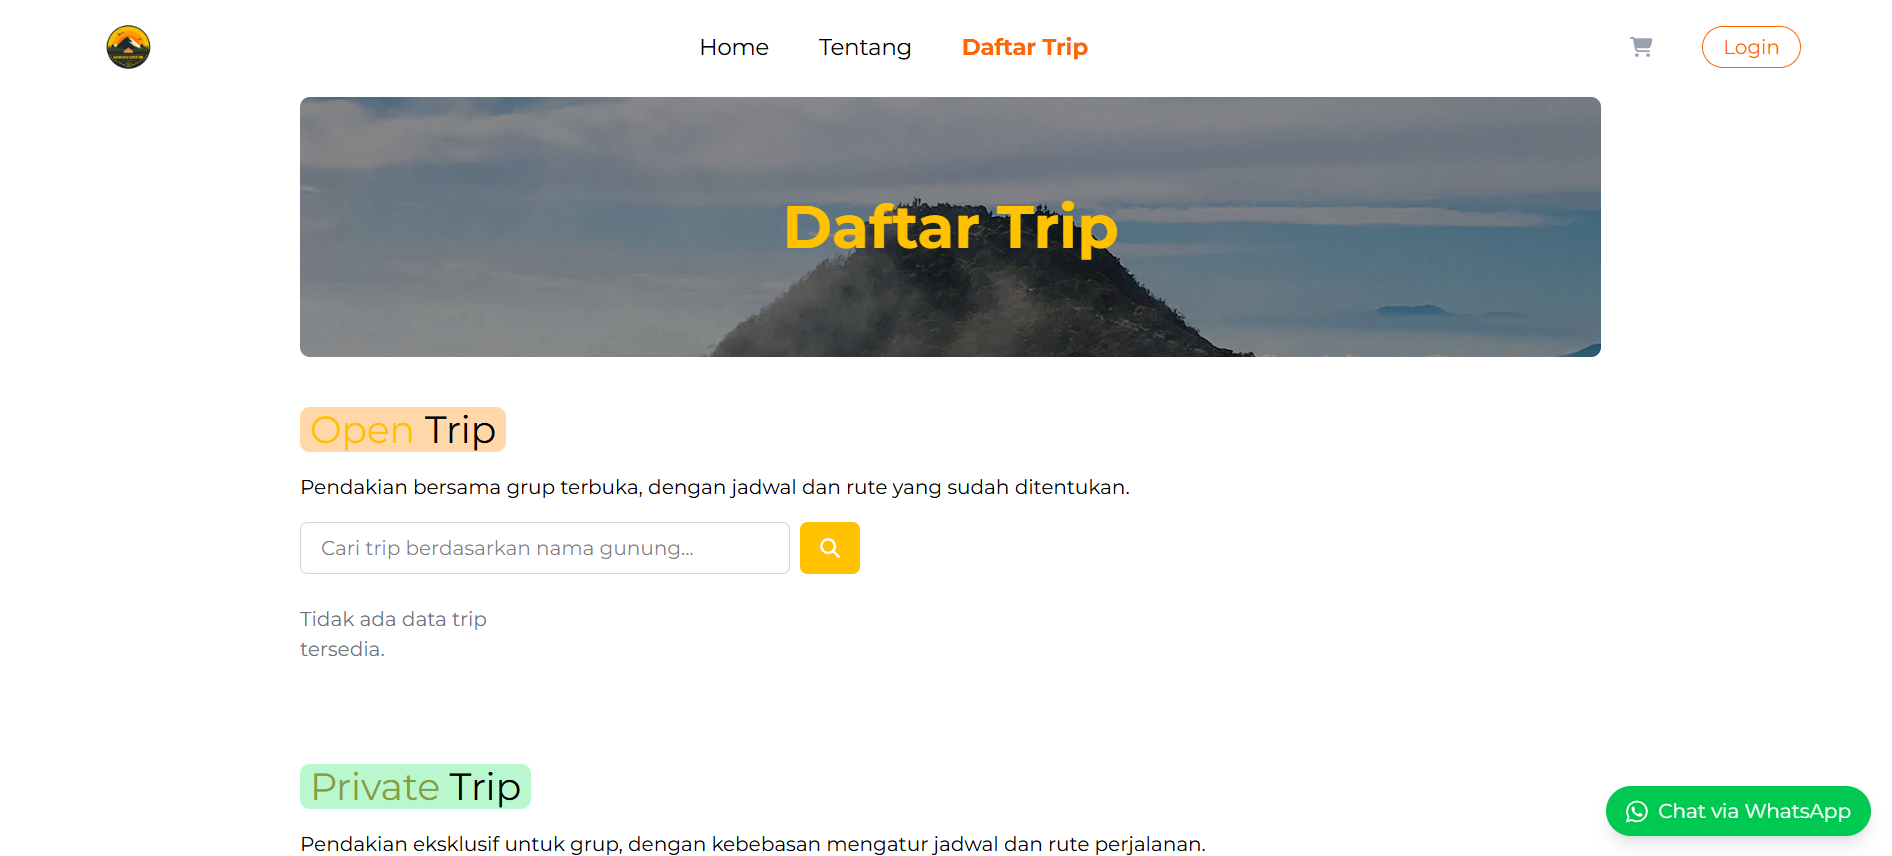 Home Tentang Daftar Trip Login
Daftar Trip
Open Trip
Pendakian bersama grup terbuka, dengan jadwal dan rute yang sudah ditentukan.
Cari trip berdasarkan nama gunung...
Tidak ada data trip
tersedia.
Private Trip
Chat via WhatsApp
Pendakian eksklusif untuk grup, dengan kebebasan mengatur jadwal dan rute perjalanan.